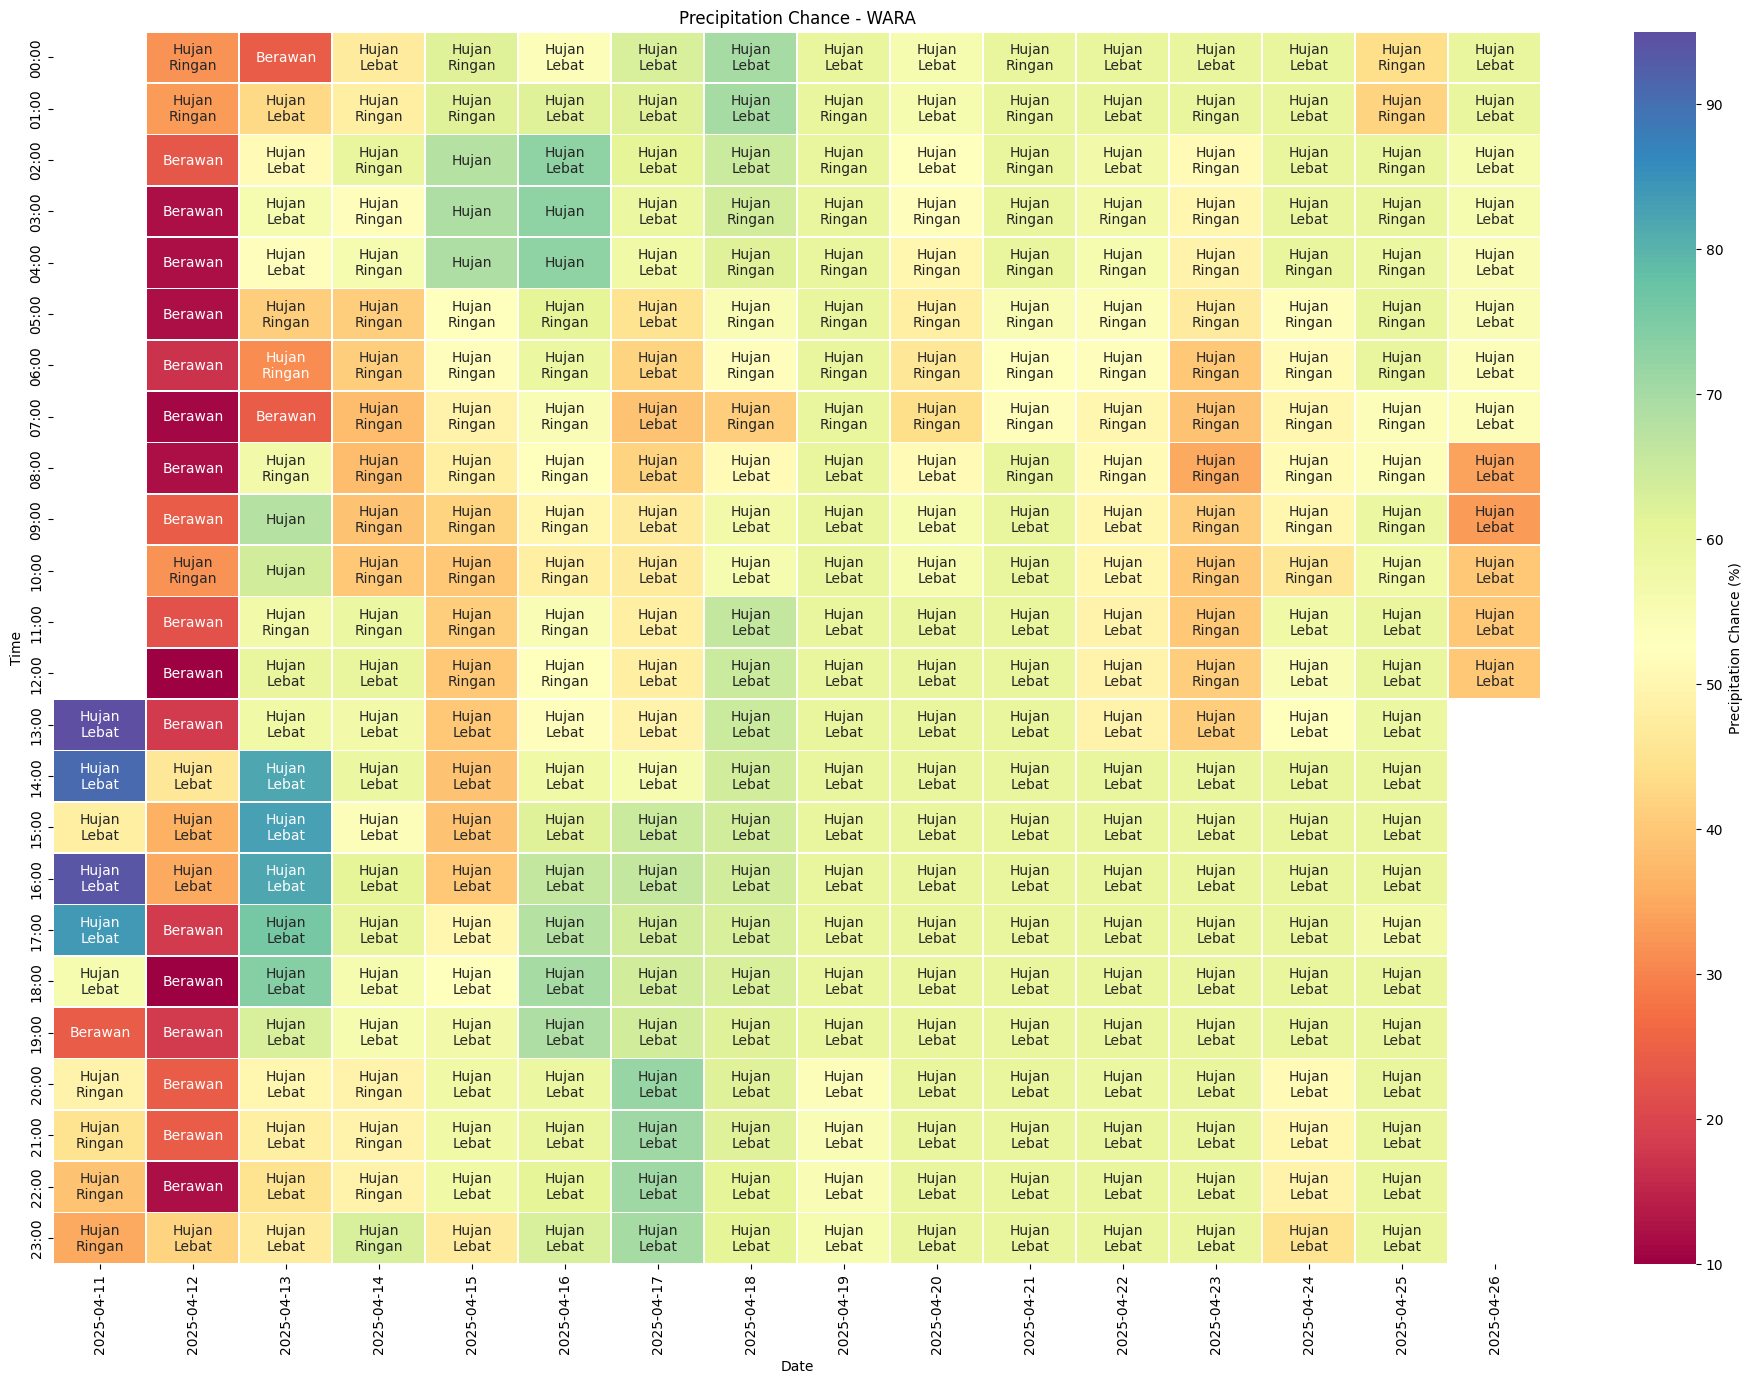 Precipitation Chance - WARA
00:00 Hujan Ringan Berawan Hujan Lebat Hujan Ringan Hujan Lebat Hujan Lebat Hujan Lebat Hujan Lebat Hujan Lebat Hujan Ringan Hujan Lebat Hujan Lebat Hujan Lebat Hujan Ringan Hujan Lebat
01:00 Hujan Ringan Hujan Lebat Hujan Ringan Hujan Ringan Hujan Lebat Hujan Lebat Hujan Lebat Hujan Ringan Hujan Lebat Hujan Ringan Hujan Lebat Hujan Ringan Hujan Lebat Hujan Ringan Hujan Lebat
02:00 Berawan Hujan Lebat Hujan Ringan Hujan Hujan Lebat Hujan Lebat Hujan Lebat Hujan Ringan Hujan Lebat Hujan Ringan Hujan Lebat Hujan Ringan Hujan Lebat Hujan Ringan Hujan Lebat
03:00 Berawan Hujan Lebat Hujan Ringan Hujan Hujan Hujan Lebat Hujan Ringan Hujan Ringan Hujan Ringan Hujan Ringan Hujan Ringan Hujan Ringan Hujan Lebat Hujan Ringan Hujan Lebat
04:00 Berawan Hujan Lebat Hujan Ringan Hujan Hujan Hujan Lebat Hujan Ringan Hujan Ringan Hujan Ringan Hujan Ringan Hujan Ringan Hujan Ringan Hujan Ringan Hujan Ringan Hujan Lebat
05:00 Berawan Hujan Ringan Hujan Ringan Hujan Ringan Hujan Ringan Hujan Lebat Hujan Ringan Hujan Ringan Hujan Ringan Hujan Ringan Hujan Ringan Hujan Ringan Hujan Ringan Hujan Ringan Hujan Lebat
06:00 Berawan Hujan Ringan Hujan Ringan Hujan Ringan Hujan Ringan Hujan Lebat Hujan Ringan Hujan Ringan Hujan Ringan Hujan Ringan Hujan Ringan Hujan Ringan Hujan Ringan Hujan Ringan Hujan Lebat
07:00 Berawan Berawan Hujan Ringan Hujan Ringan Hujan Ringan Hujan Lebat Hujan Ringan Hujan Ringan Hujan Ringan Hujan Ringan Hujan Ringan Hujan Ringan Hujan Ringan Hujan Ringan Hujan Lebat
08:00 Berawan Hujan Ringan Hujan Ringan Hujan Ringan Hujan Ringan Hujan Lebat Hujan Lebat Hujan Lebat Hujan Lebat Hujan Ringan Hujan Ringan Hujan Ringan Hujan Ringan Hujan Ringan Hujan Lebat
09:00 Berawan Hujan Hujan Ringan Hujan Ringan Hujan Ringan Hujan Lebat Hujan Lebat Hujan Lebat Hujan Lebat Hujan Lebat Hujan Lebat Hujan Ringan Hujan Ringan Hujan Ringan Hujan Lebat
10:00 Hujan Ringan Hujan Hujan Ringan Hujan Ringan Hujan Ringan Hujan Lebat Hujan Lebat Hujan Lebat Hujan Lebat Hujan Lebat Hujan Lebat Hujan Ringan Hujan Ringan Hujan Ringan Hujan Lebat
11:00 Berawan Hujan Ringan Hujan Ringan Hujan Ringan Hujan Ringan Hujan Lebat Hujan Lebat Hujan Lebat Hujan Lebat Hujan Lebat Hujan Lebat Hujan Ringan Hujan Lebat Hujan Lebat Hujan Lebat
12:00 Berawan Hujan Lebat Hujan Lebat Hujan Ringan Hujan Ringan Hujan Lebat Hujan Lebat Hujan Lebat Hujan Lebat Hujan Lebat Hujan Lebat Hujan Ringan Hujan Lebat Hujan Lebat Hujan Lebat
13:00 Hujan Lebat Berawan Hujan Lebat Hujan Lebat Hujan Lebat Hujan Lebat Hujan Lebat Hujan Lebat Hujan Lebat Hujan Lebat Hujan Lebat Hujan Lebat Hujan Lebat Hujan Lebat Hujan Lebat
14:00 Hujan Lebat Hujan Lebat Hujan Lebat Hujan Lebat Hujan Lebat Hujan Lebat Hujan Lebat Hujan Lebat Hujan Lebat Hujan Lebat Hujan Lebat Hujan Lebat Hujan Lebat Hujan Lebat Hujan Lebat
15:00 Hujan Lebat Hujan Lebat Hujan Lebat Hujan Lebat Hujan Lebat Hujan Lebat Hujan Lebat Hujan Lebat Hujan Lebat Hujan Lebat Hujan Lebat Hujan Lebat Hujan Lebat Hujan Lebat Hujan Lebat
16:00 Hujan Lebat Hujan Lebat Hujan Lebat Hujan Lebat Hujan Lebat Hujan Lebat Hujan Lebat Hujan Lebat Hujan Lebat Hujan Lebat Hujan Lebat Hujan Lebat Hujan Lebat Hujan Lebat Hujan Lebat
17:00 Hujan Lebat Berawan Hujan Lebat Hujan Lebat Hujan Lebat Hujan Lebat Hujan Lebat Hujan Lebat Hujan Lebat Hujan Lebat Hujan Lebat Hujan Lebat Hujan Lebat Hujan Lebat Hujan Lebat
18:00 Hujan Lebat Berawan Hujan Lebat Hujan Lebat Hujan Lebat Hujan Lebat Hujan Lebat Hujan Lebat Hujan Lebat Hujan Lebat Hujan Lebat Hujan Lebat Hujan Lebat Hujan Lebat Hujan Lebat
19:00 Berawan Berawan Hujan Lebat Hujan Lebat Hujan Lebat Hujan Lebat Hujan Lebat Hujan Lebat Hujan Lebat Hujan Lebat Hujan Lebat Hujan Lebat Hujan Lebat Hujan Lebat Hujan Lebat
20:00 Hujan Ringan Berawan Hujan Lebat Hujan Ringan Hujan Lebat Hujan Lebat Hujan Lebat Hujan Lebat Hujan Lebat Hujan Lebat Hujan Lebat Hujan Lebat Hujan Lebat Hujan Lebat Hujan Lebat
21:00 Hujan Ringan Berawan Hujan Lebat Hujan Ringan Hujan Lebat Hujan Lebat Hujan Lebat Hujan Lebat Hujan Lebat Hujan Lebat Hujan Lebat Hujan Lebat Hujan Lebat Hujan Lebat Hujan Lebat
22:00 Hujan Ringan Berawan Hujan Lebat Hujan Ringan Hujan Lebat Hujan Lebat Hujan Lebat Hujan Lebat Hujan Lebat Hujan Lebat Hujan Lebat Hujan Lebat Hujan Lebat Hujan Lebat Hujan Lebat
23:00 Hujan Ringan Hujan Lebat Hujan Lebat Hujan Ringan Hujan Lebat Hujan Lebat Hujan Lebat Hujan Lebat Hujan Lebat Hujan Lebat Hujan Lebat Hujan Lebat Hujan Lebat Hujan Lebat Hujan Lebat
Time
2025-04-11 2025-04-12 2025-04-13 2025-04-14 2025-04-15 2025-04-16 2025-04-17 2025-04-18 2025-04-19 2025-04-20 2025-04-21 2025-04-22 2025-04-23 2025-04-24 2025-04-25 2025-04-26
Date
90
80
70
60
50
40
30
20
10
Precipitation Chance (%)